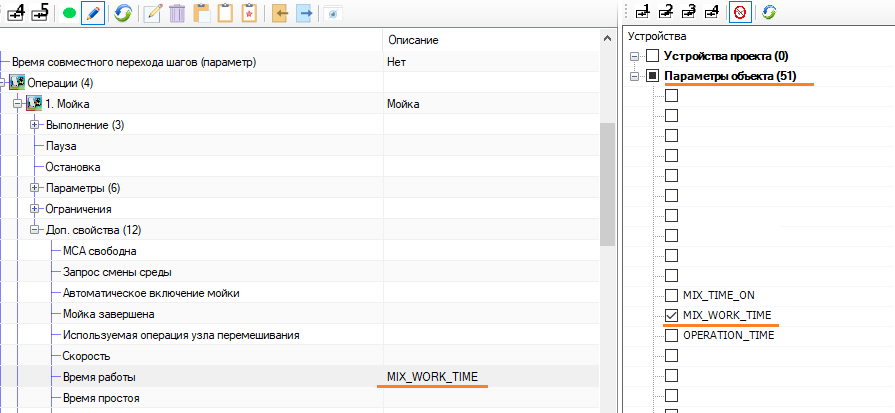 4 5
1 2 3 4
Описание
Время совместного перехода шагов (параметр) Нет
Операции (4)
1. Мойка Мойка
Выполнение (3)
Пауза
Остановка
Параметры (6)
Ограничения
Доп. свойства (12)
МСА свободна
Запрос смены среды
Автоматическое включение мойки
Мойка завершена
Используемая операция узла перемешивания
Скорость
Время работы MIX_WORK_TIME
Время простоя
Устройства
Устройства проекта (0)
Параметры объекта (51)
MIX_TIME_ON
MIX_WORK_TIME
OPERATION_TIME